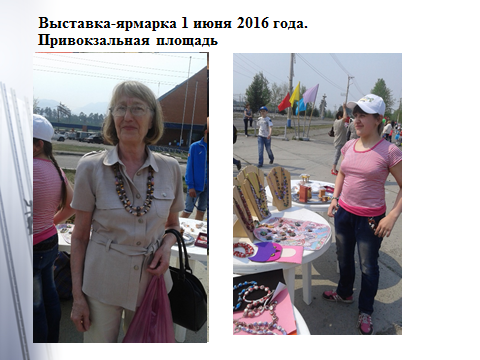 Выставка-ярмарка 1 июня 2016 года.
Привокзальная площадь